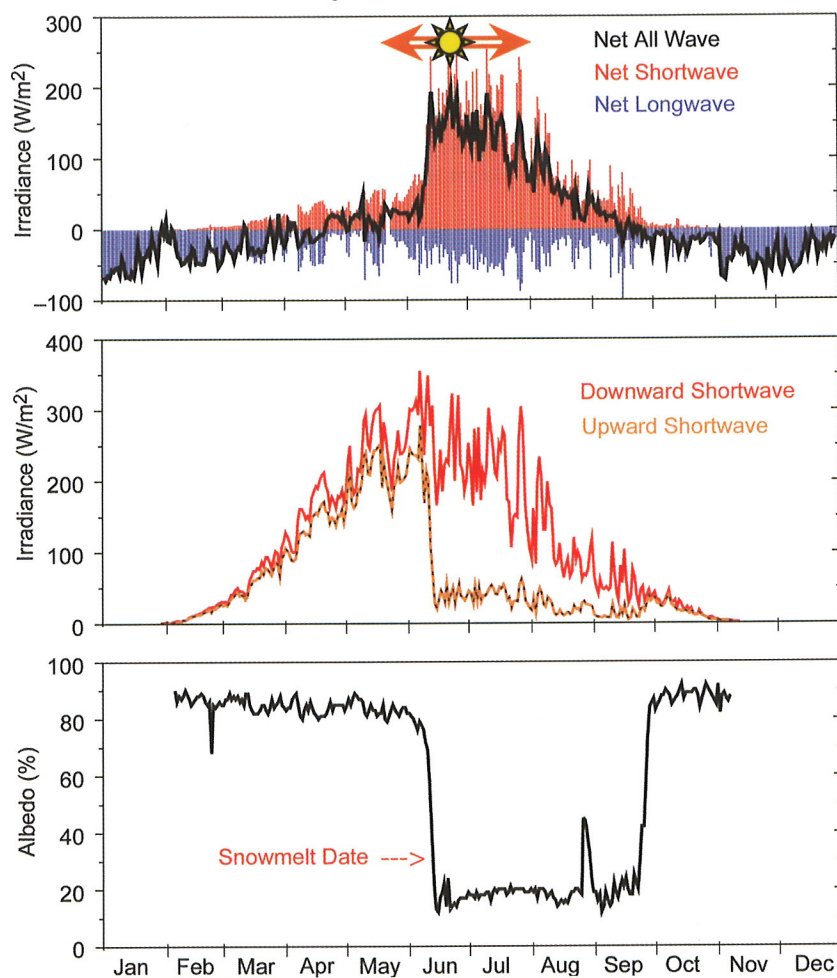 300
200
100
0
–100
Irradiance (W/m²)
Net All Wave
Net Shortwave
Net Longwave
400
300
200
100
0
Irradiance (W/m²)
Downward Shortwave
Upward Shortwave
100
80
60
40
20
0
Albedo (%)
Snowmelt Date --->
Jan Feb Mar Apr May Jun Jul Aug Sep Oct Nov Dec